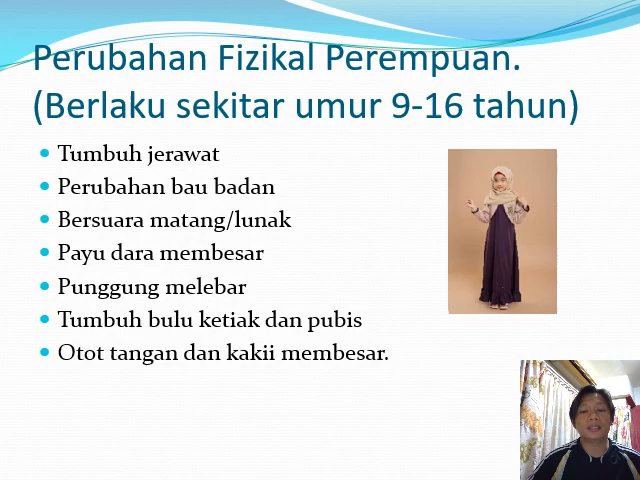 Perubahan Fizikal Perempuan.
(Berlaku sekitar umur 9-16 tahun)
Tumbuh jerawat
Perubahan bau badan
Bersuara matang/lunak
Payu dara membesar
Punggung melebar
Tumbuh bulu ketiak dan pubis
Otot tangan dan kakii membesar.